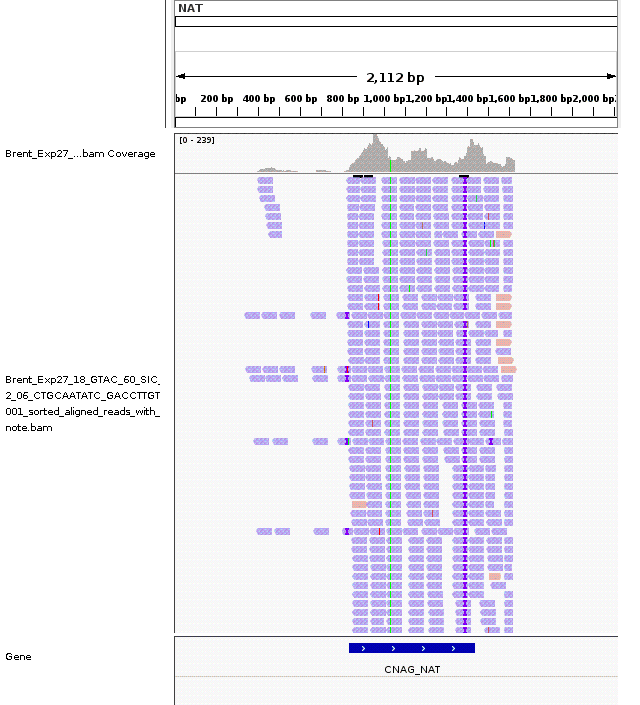 NAT
2,112 bp
bp 200 bp 400 bp 600 bp 800 bp 1,000 bp 1,200 bp 1,400 bp 1,600 bp 1,800 bp 2,000 bp
[0 - 239]
Brent_Exp27_...bam Coverage
Brent_Exp27_18_GTAC_60_SIC_
2_06_CTGCAATATC_GACCTTGT
001_sorted_aligned_reads_with_
note.bam
Gene
CNAG_NAT